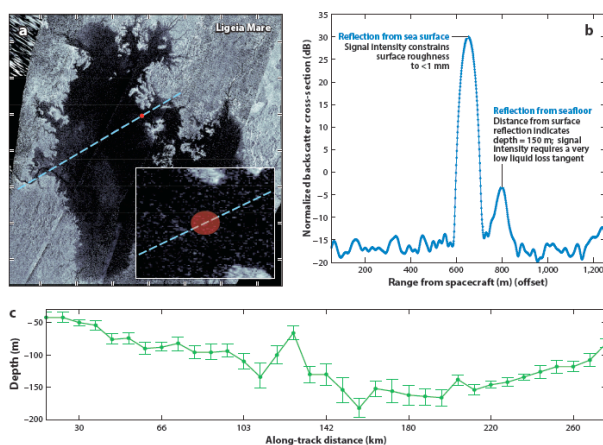 a
Ligeia Mare
b
Normalized backscatter cross-section (dB)
35
30
25
20
15
10
5
0
−5
−10
−15
−20
Reflection from sea surface
Signal intensity constrains
surface roughness
to <1 mm
Reflection from seafloor
Distance from surface
reflection indicates
depth = 150 m; signal
intensity requires a very
low liquid loss tangent
200
400
600
800
1,000
1,200
Range from spacecraft (m) (offset)
c
Depth (m)
−50
−100
−150
−200
30
66
103
142
180
220
260
Along-track distance (km)